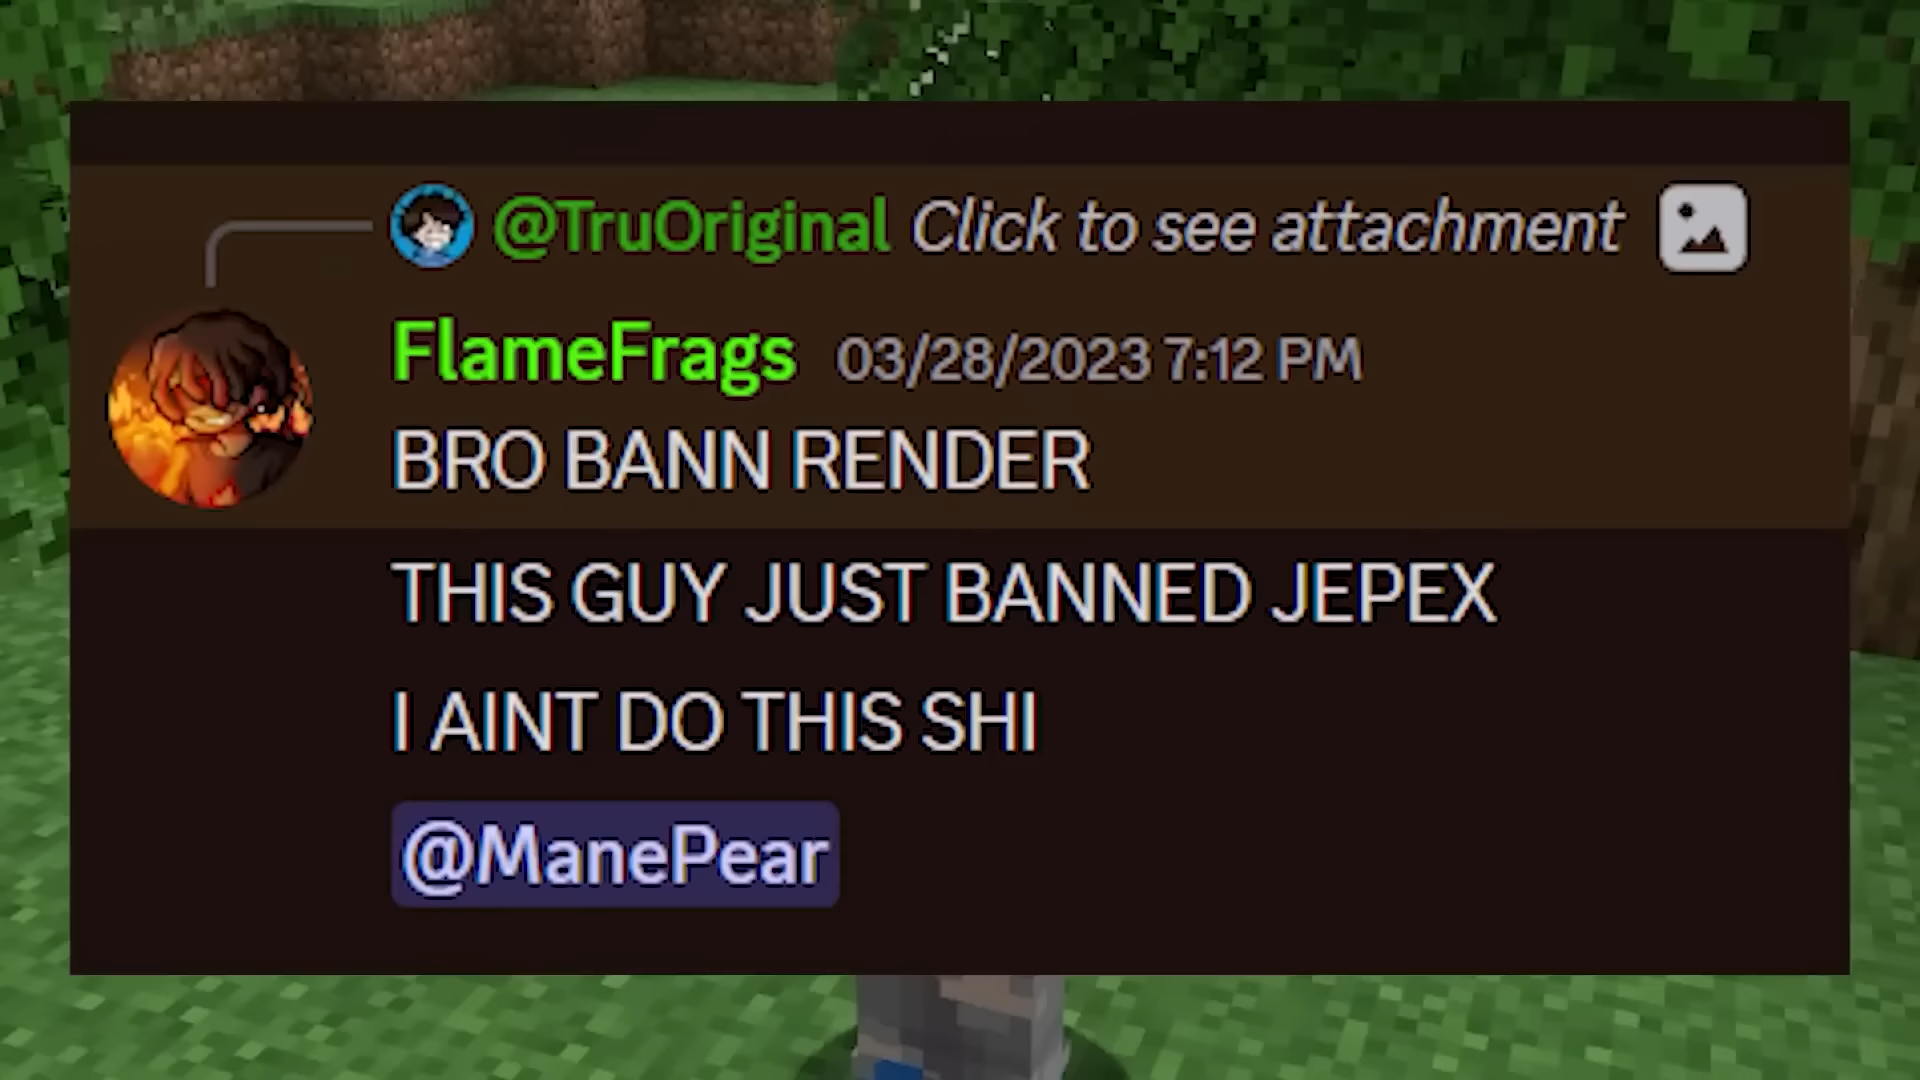 @TruOriginal Click to see attachment
FlameFrags 03/28/2023 7:12 PM
BRO BANN RENDER
THIS GUY JUST BANNED JEPEX
I AINT DO THIS SHI
@ManePear